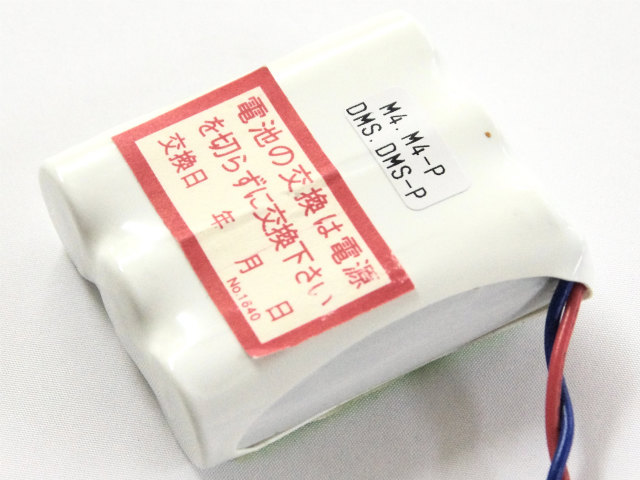 電池の交換は電源
を切らずに交換下さい
交換日 年 月 日
No1640
M4. M4-P
DMS. DMS-P